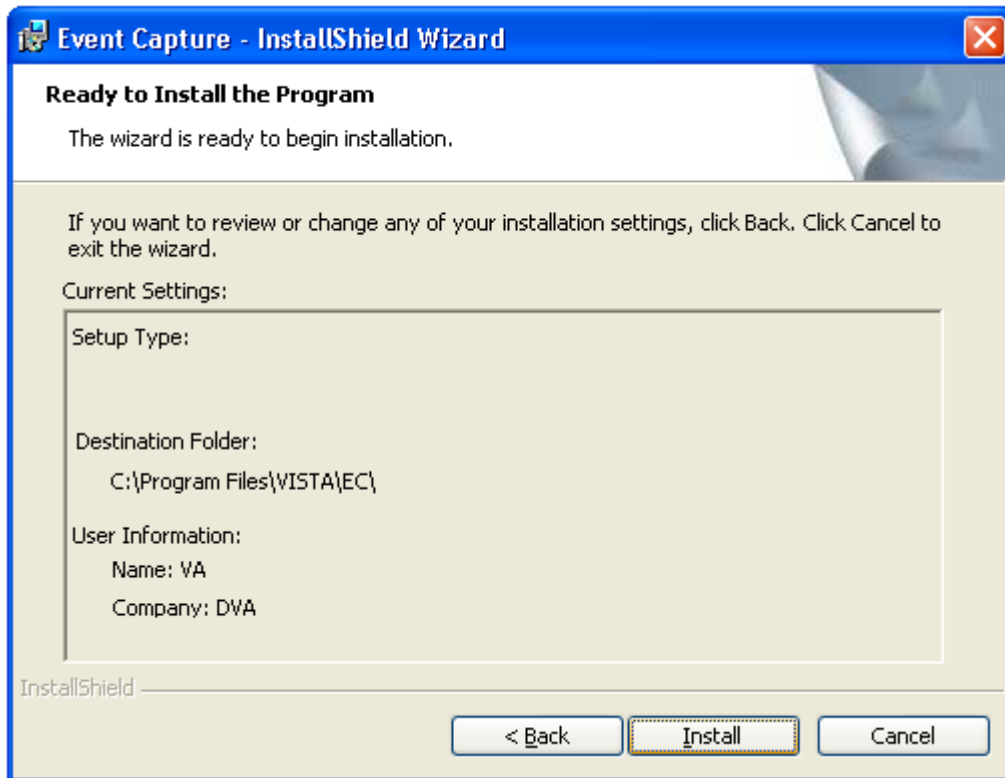 Event Capture - InstallShield Wizard
Ready to Install the Program
The wizard is ready to begin installation.
If you want to review or change any of your installation settings, click Back. Click Cancel to
exit the wizard.
Current Settings:
Setup Type:
Destination Folder:
C:\Program Files\VISTA\EC\
User Information:
Name: VA
Company: DVA
InstallShield
< Back
Install
Cancel